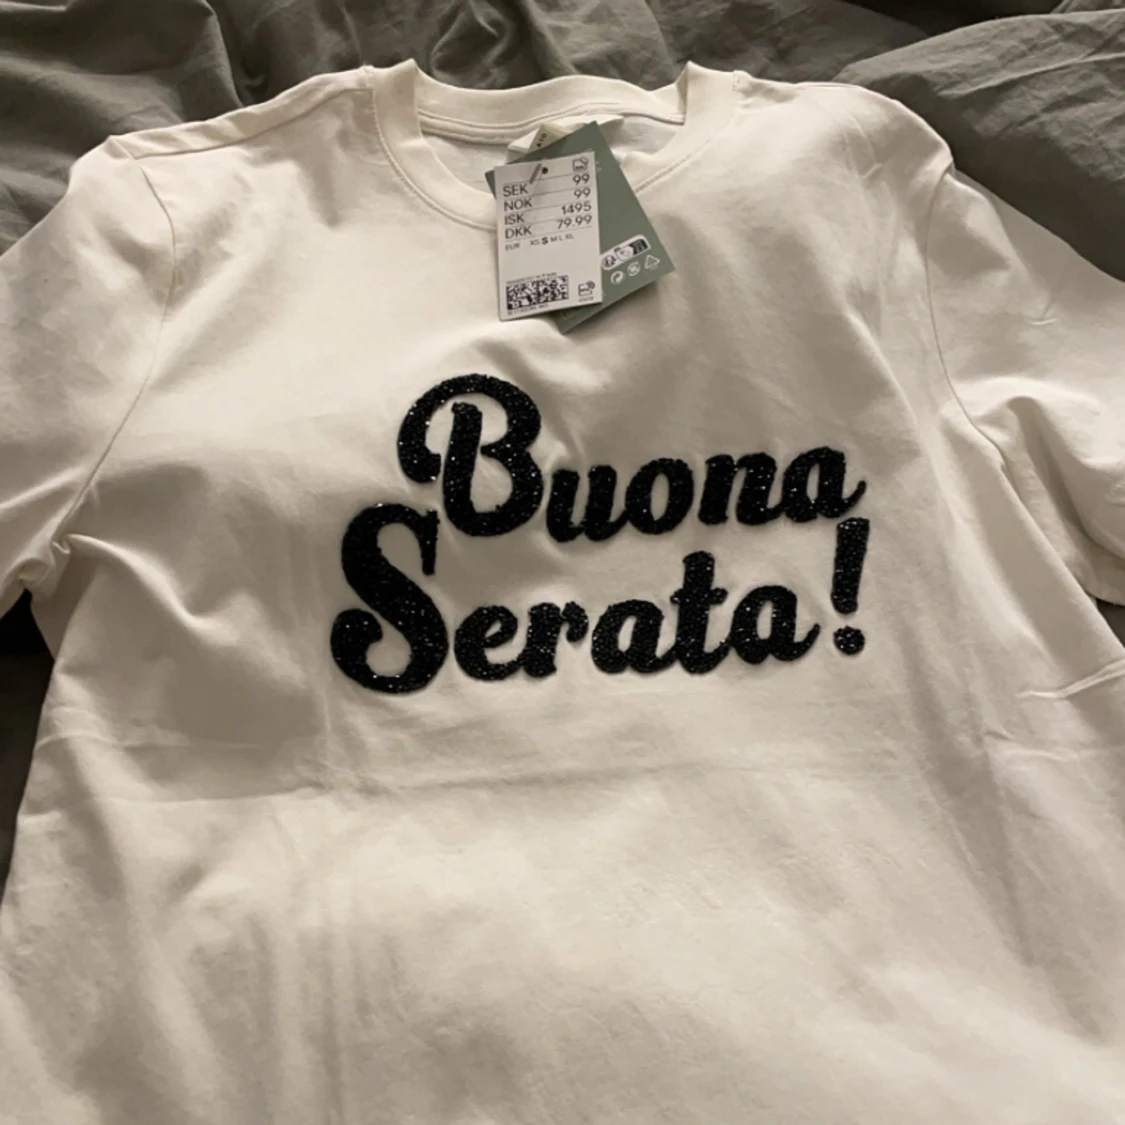 SEK 99
NOK 99
ISK 1495
DKK 79.99
EUR XS S M L XL
Buona
Serata!